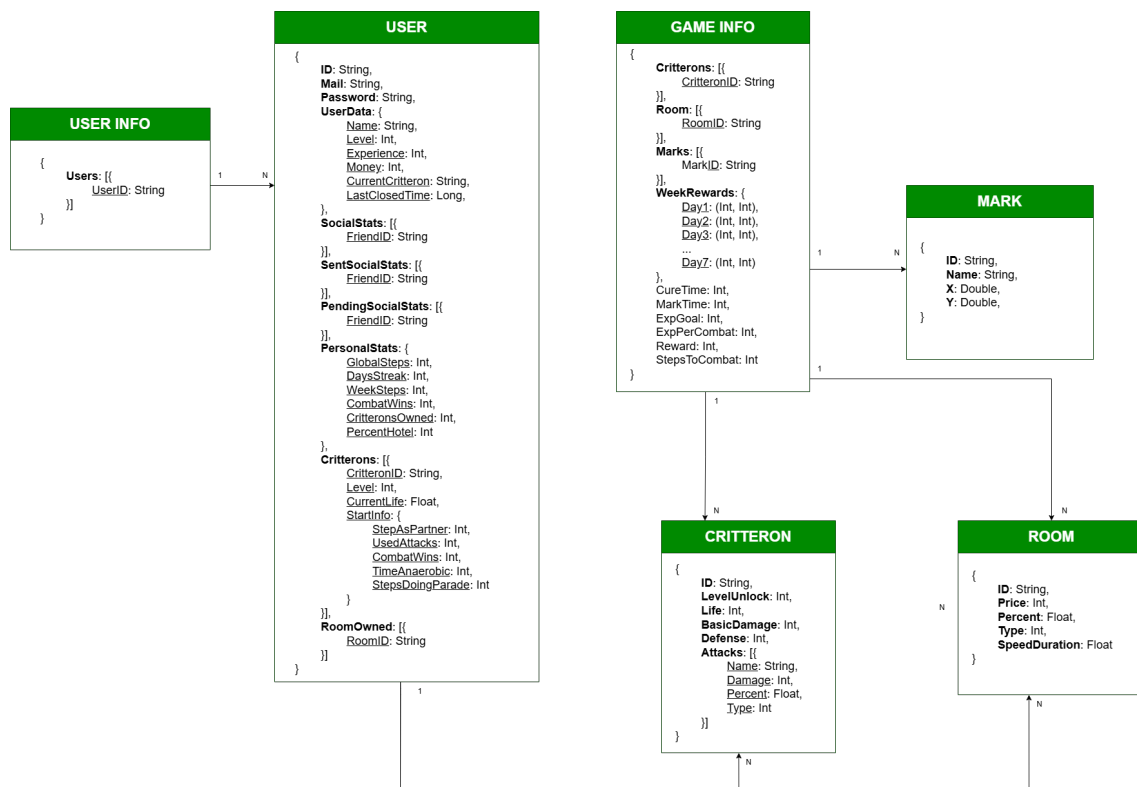 USER
{
ID: String,
Mail: String,
Password: String,
UserData: {
Name: String,
Level: Int,
Experience: Int,
Money: Int,
CurrentCritteron: String,
LastClosedTime: Long,
},
SocialStats: [{
FriendID: String
}],
SentSocialStats: [{
FriendID: String
}],
PendingSocialStats: [{
FriendID: String
}],
PersonalStats: {
GlobalSteps: Int,
DaysStreak: Int,
WeekSteps: Int,
CombatWins: Int,
CritteronsOwned: Int,
PercentHotel: Int
},
Critterons: [{
CritteronID: String,
Level: Int,
CurrentLife: Float,
StartInfo: {
StepAsPartner: Int,
UsedAttacks: Int,
CombatWins: Int,
TimeAnaerobic: Int,
StepsDoingParade: Int
}
}],
RoomOwned: [{
RoomID: String
}]
}
1
USER INFO
{
Users: [{
UserID: String
}]
}
1
N
GAME INFO
{
Critterons: [{
CritteronID: String
}],
Room: [{
RoomID: String
}],
Marks: [{
MarkID: String
}],
WeekRewards: {
Day1: (Int, Int),
Day2: (Int, Int),
Day3: (Int, Int),
...
Day7: (Int, Int)
},
CureTime: Int,
MarkTime: Int,
ExpGoal: Int,
ExpPerCombat: Int,
Reward: Int,
StepsToCombat: Int
}
1
N
1
1
N
N
MARK
{
ID: String,
Name: String,
X: Double,
Y: Double,
}
CRITTERON
{
ID: String,
LevelUnlock: Int,
Life: Int,
BasicDamage: Int,
Defense: Int,
Attacks: [{
Name: String,
Damage: Int,
Percent: Float,
Type: Int
}]
}
N
N
ROOM
{
ID: String,
Price: Int,
Percent: Float,
Type: Int,
SpeedDuration: Float
}
N